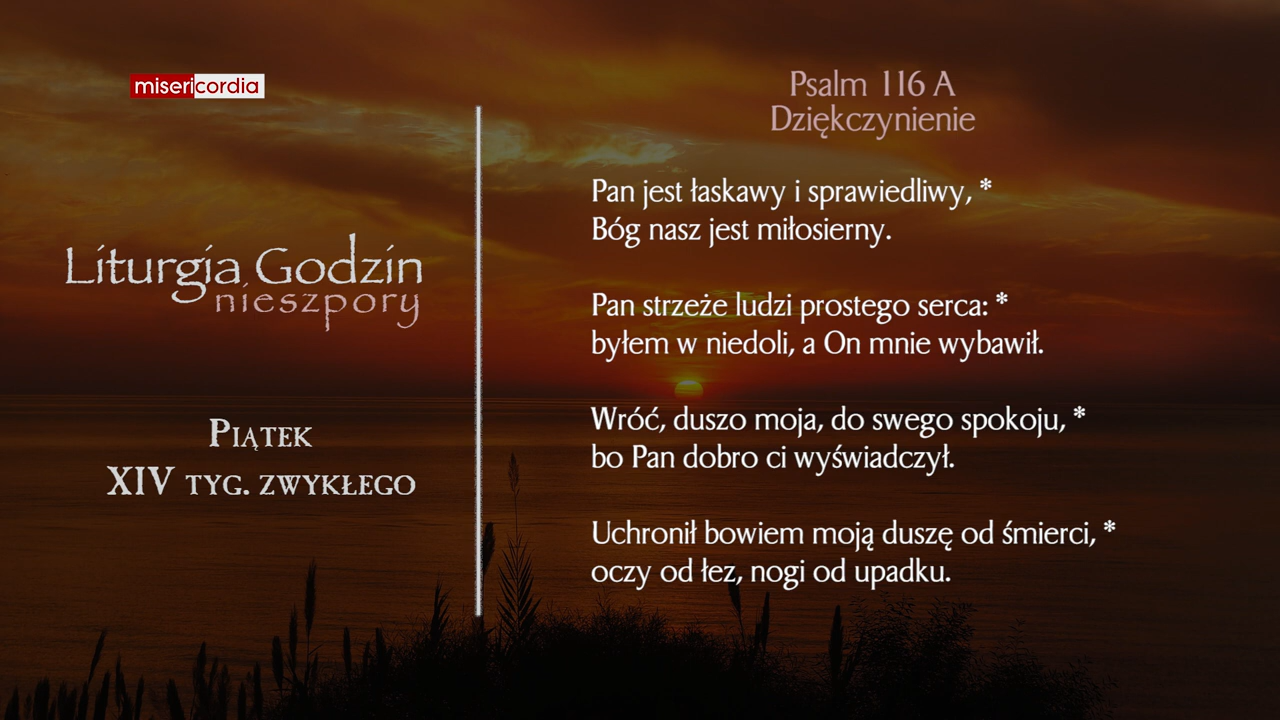 misericordia
Liturgia Godzin
nieszpory
Piątek
XIV tyg. zwykłego
Psalm 116 A
Dziękczynienie
Pan jest łaskawy i sprawiedliwy, *
Bóg nasz jest miłosierny.
Pan strzeże ludzi prostego serca: *
byłem w niedoli, a On mnie wybawił.
Wróć, duszo moja, do swego spokoju, *
bo Pan dobro ci wyświadczył.
Uchronił bowiem moją duszę od śmierci, *
oczy od łez, nogi od upadku.